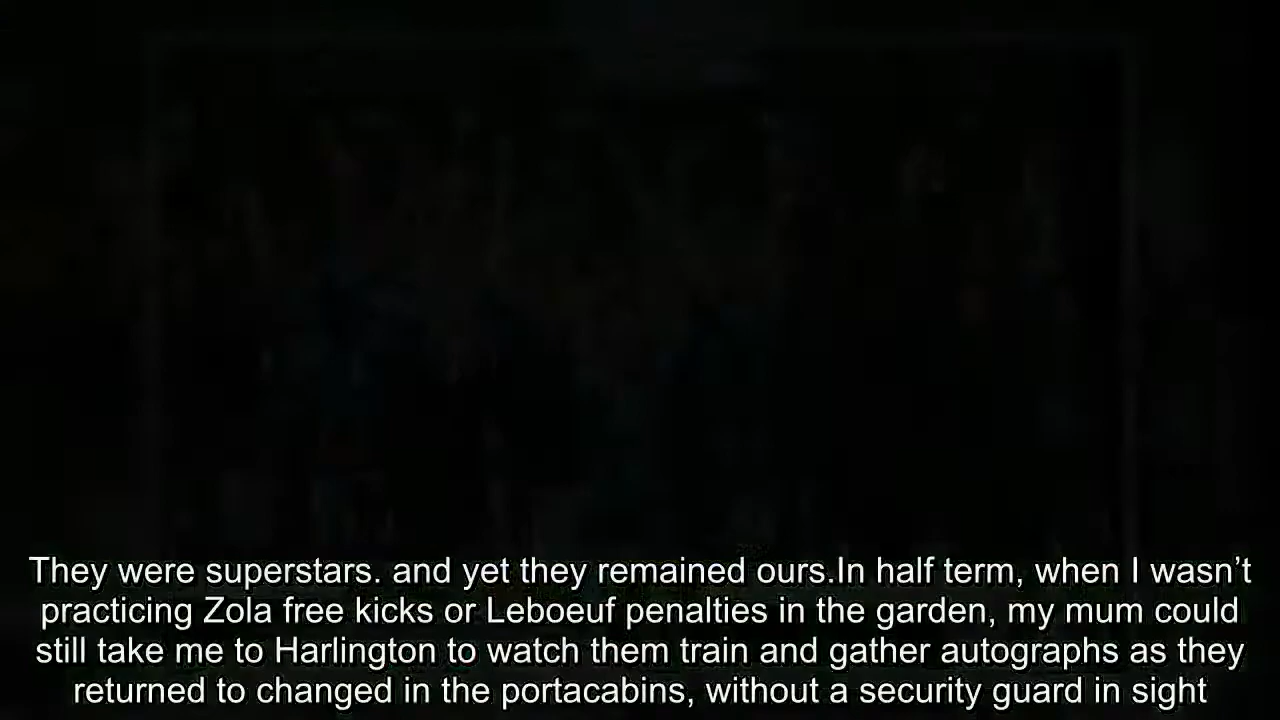 They were superstars. and yet they remained ours.In half term, when I wasn’t
practicing Zola free kicks or Leboeuf penalties in the garden, my mum could
still take me to Harlington to watch them train and gather autographs as they
returned to changed in the portacabins, without a security guard in sight